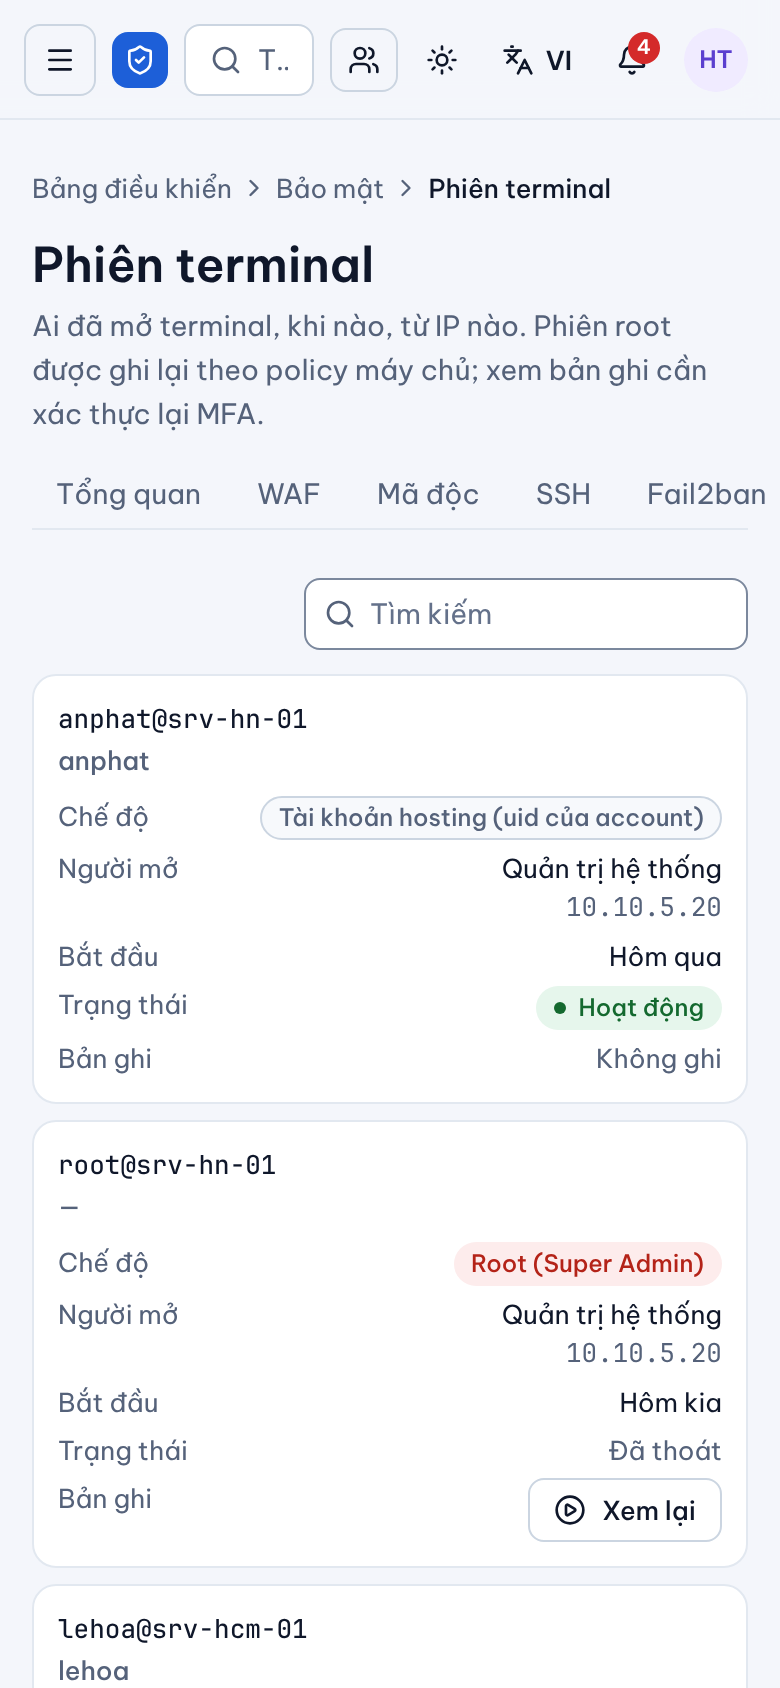 T..
VI
4
HT
Bảng điều khiển > Bảo mật > Phiên terminal
Phiên terminal
Ai đã mở terminal, khi nào, từ IP nào. Phiên root
được ghi lại theo policy máy chủ; xem bản ghi cần
xác thực lại MFA.
Tổng quan WAF Mã độc SSH Fail2ban
Tìm kiếm
anphat@srv-hn-01
anphat
Chế độ Tài khoản hosting (uid của account)
Người mở Quản trị hệ thống
10.10.5.20
Bắt đầu Hôm qua
Trạng thái Hoạt động
Bản ghi Không ghi
root@srv-hn-01
—
Chế độ Root (Super Admin)
Người mở Quản trị hệ thống
10.10.5.20
Bắt đầu Hôm kia
Trạng thái Đã thoát
Bản ghi Xem lại
lehoa@srv-hcm-01
lehoa